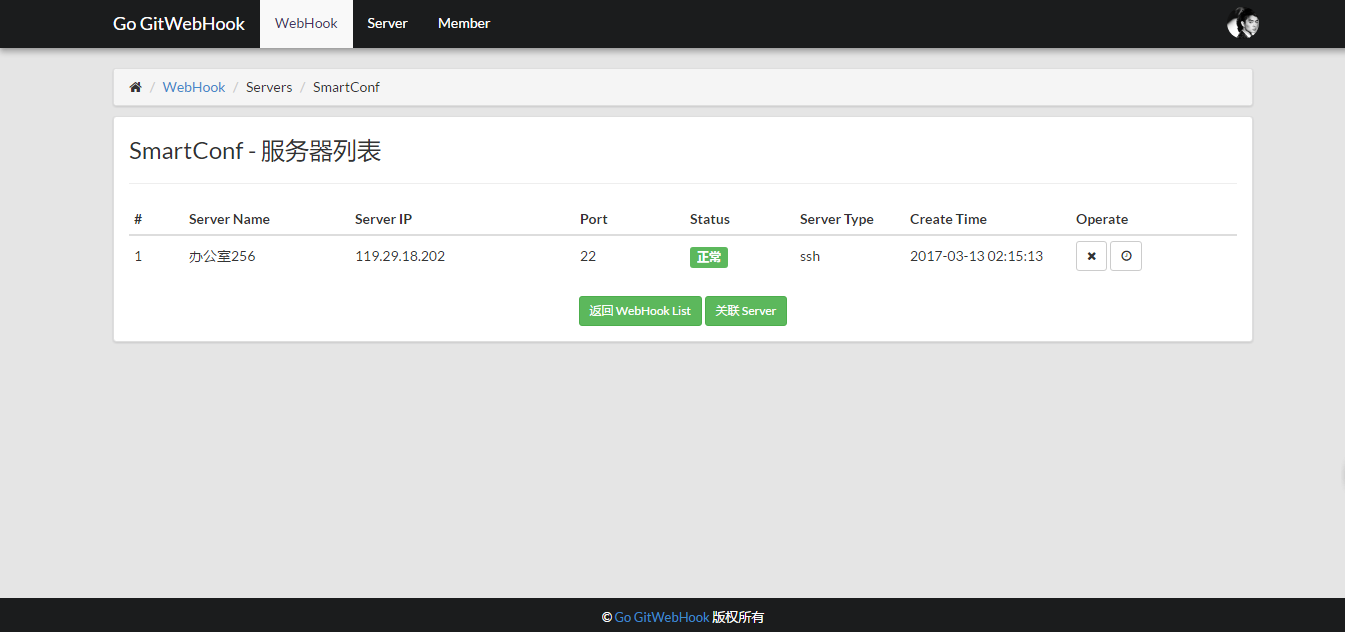 Go GitWebHook WebHook Server Member
/ WebHook / Servers / SmartConf
SmartConf - 服务器列表
# Server Name Server IP Port Status Server Type Create Time Operate
1 办公室256 119.29.18.202 22 正常 ssh 2017-03-13 02:15:13
返回 WebHook List 关联 Server
© Go GitWebHook 版权所有